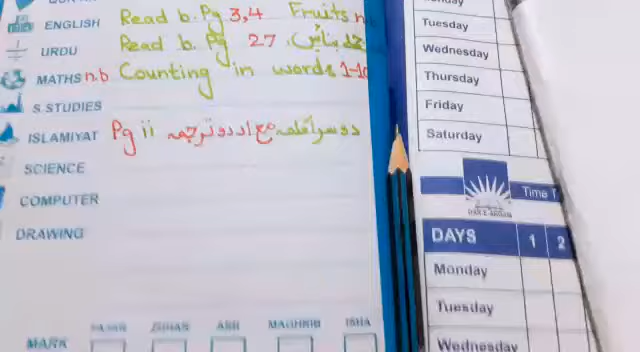 ENGLISH Read b. Pg 3,4 Fruits n
URDU Read b. Pg 27
MATHS n.b Counting in words 1-10
S.STUDIES
ISLAMIYAT Pg ii دوسرا کلمہ مع اردو ترجمہ
SCIENCE
COMPUTER
DRAWING
MARK
FAJAR ZUHAR ASR MAGHRIB ISHA
Tuesday
Wednesday
Thursday
Friday
Saturday
Time T
DAYS 1 2
Monday
Tuesday
Wednesday